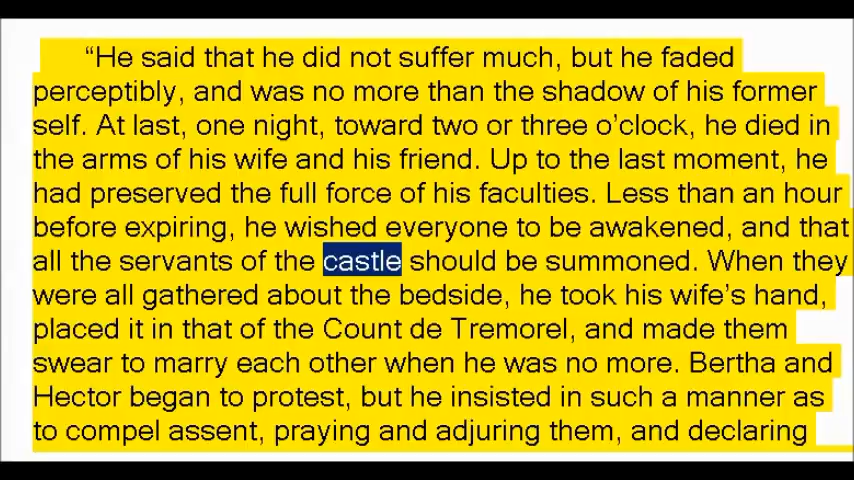 “He said that he did not suffer much, but he faded
perceptibly, and was no more than the shadow of his former
self. At last, one night, toward two or three o’clock, he died in
the arms of his wife and his friend. Up to the last moment, he
had preserved the full force of his faculties. Less than an hour
before expiring, he wished everyone to be awakened, and that
all the servants of the castle should be summoned. When they
were all gathered about the bedside, he took his wife’s hand,
placed it in that of the Count de Tremorel, and made them
swear to marry each other when he was no more. Bertha and
Hector began to protest, but he insisted in such a manner as
to compel assent, praying and adjuring them, and declaring